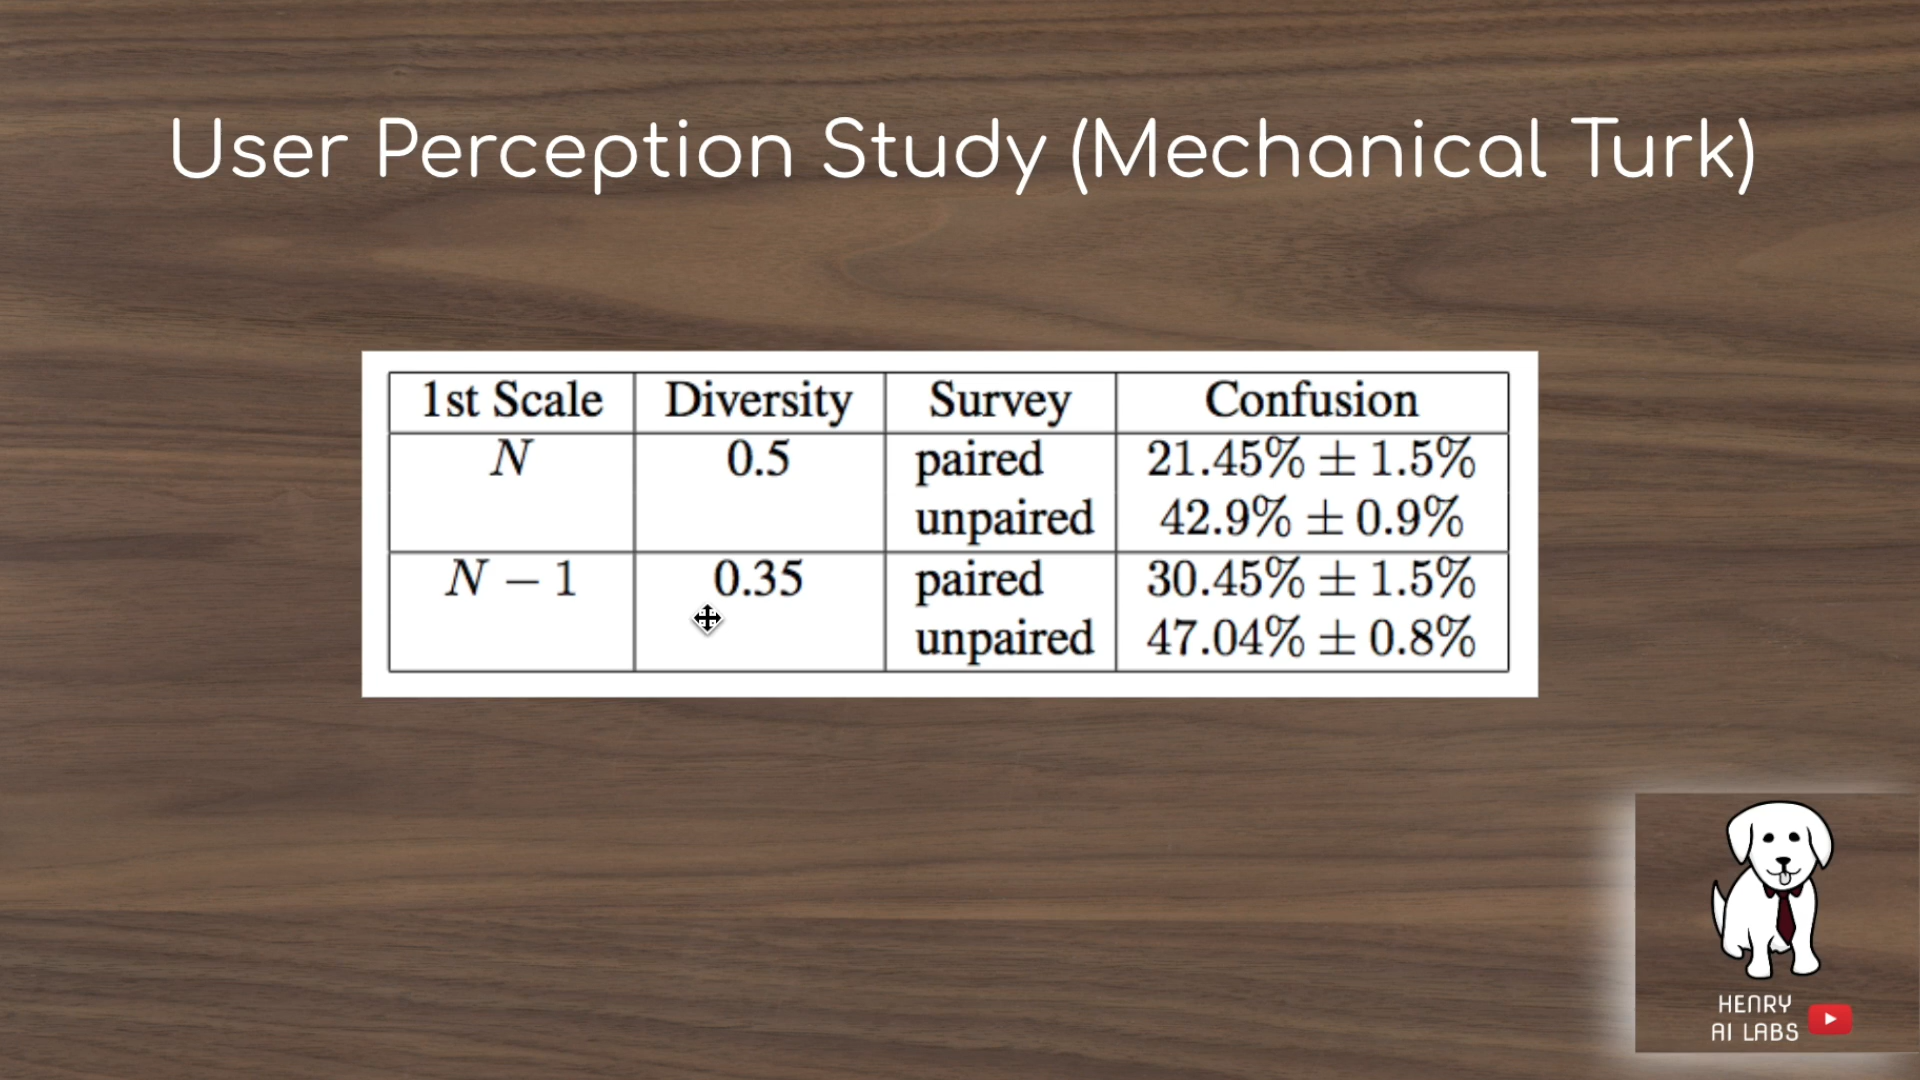 User Perception Study (Mechanical Turk)
1st Scale Diversity Survey Confusion
N 0.5 paired 21.45% ± 1.5%
unpaired 42.9% ± 0.9%
N − 1 0.35 paired 30.45% ± 1.5%
unpaired 47.04% ± 0.8%
HENRY
AI LABS